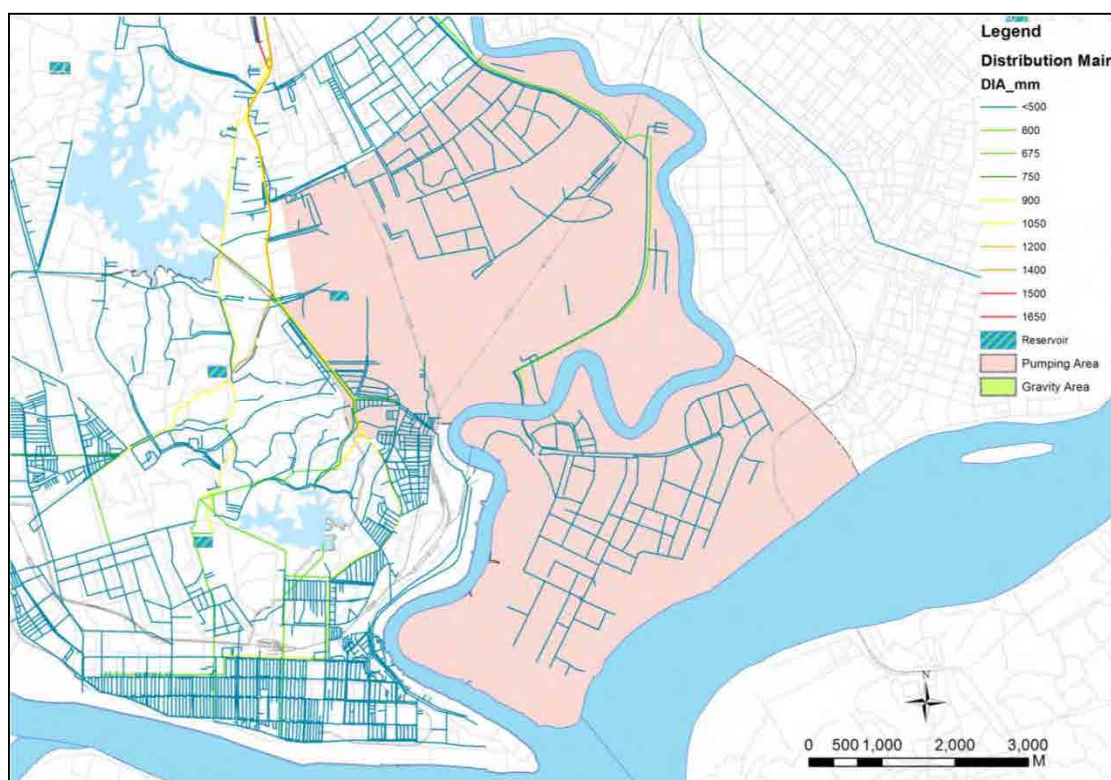 Legend
Distribution Main
DIA_mm
<500
600
675
750
900
1050
1200
1400
1500
1650
Reservoir
Pumping Area
Gravity Area
N
0 500 1,000 2,000 3,000
M